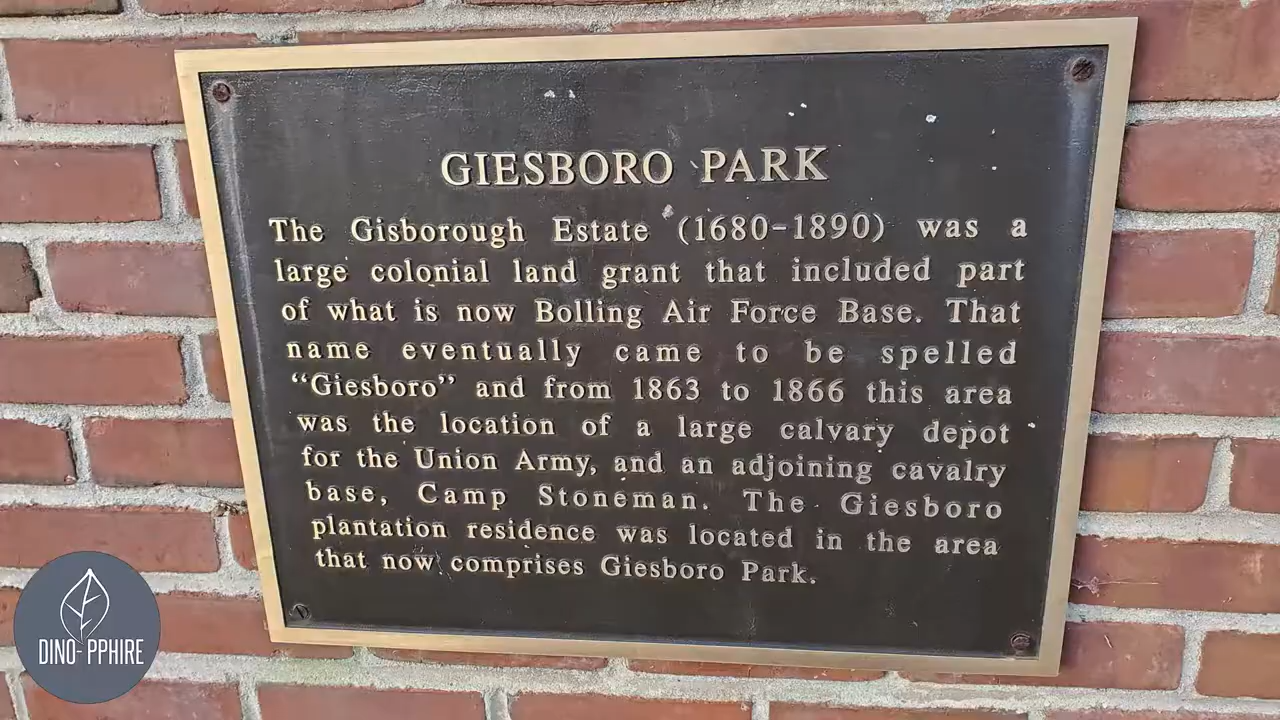 GIESBORO PARK
The Gisborough Estate (1680-1890) was a
large colonial land grant that included part
of what is now Bolling Air Force Base. That
name eventually came to be spelled
“Giesboro” and from 1863 to 1866 this area
was the location of a large calvary depot
for the Union Army, and an adjoining cavalry
base, Camp Stoneman. The Giesboro
plantation residence was located in the area
that now comprises Giesboro Park.
DINO- PPHIRE